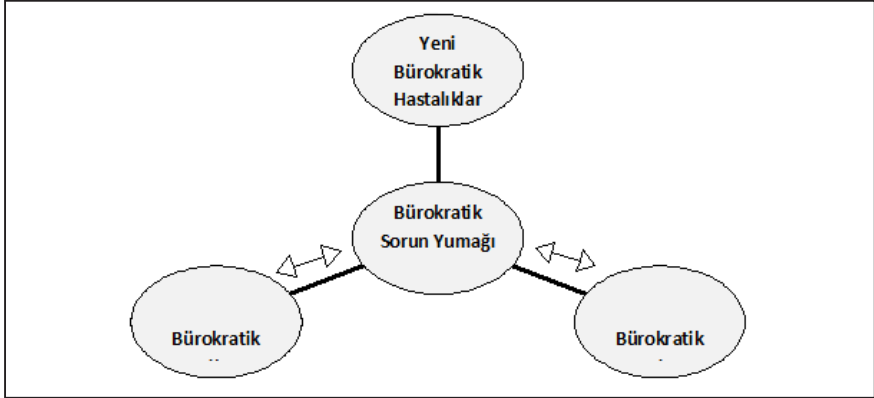 Yeni
Bürokratik
Hastalıklar
Bürokratik
Sorun Yumağı
Bürokratik
Bürokratik